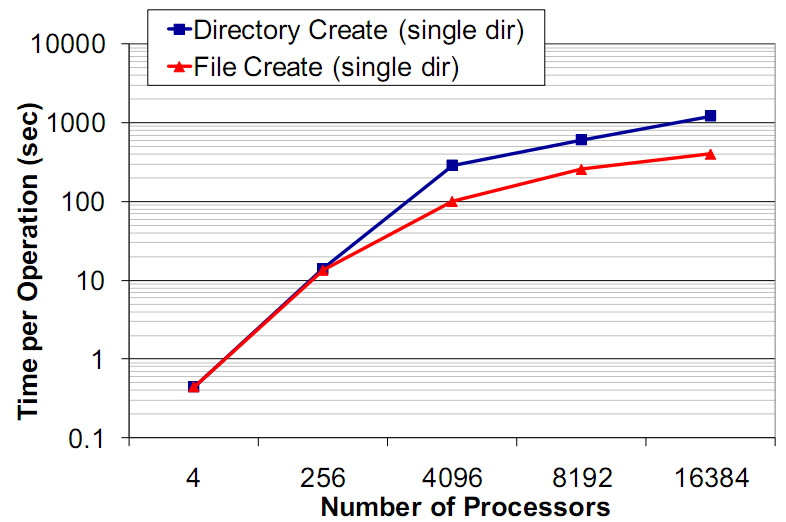 Directory Create (single dir)
File Create (single dir)
Time per Operation (sec)
10000
1000
100
10
1
0.1
4 256 4096 8192 16384
Number of Processors